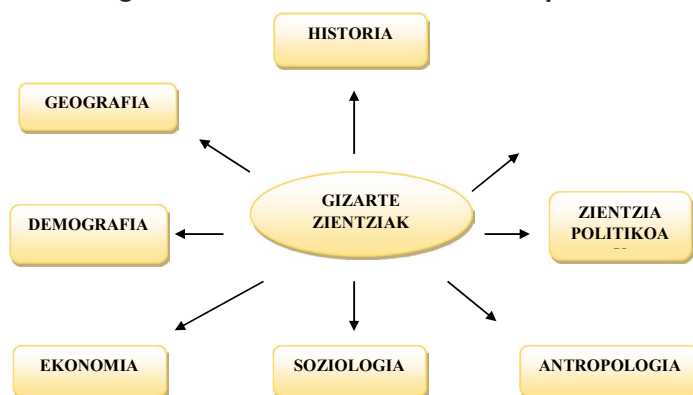 HISTORIA
GEOGRAFIA
GIZARTE
ZIENTZIAK
DEMOGRAFIA
ZIENTZIA
POLITIKOA
EKONOMIA
SOZIOLOGIA
ANTROPOLOGIA